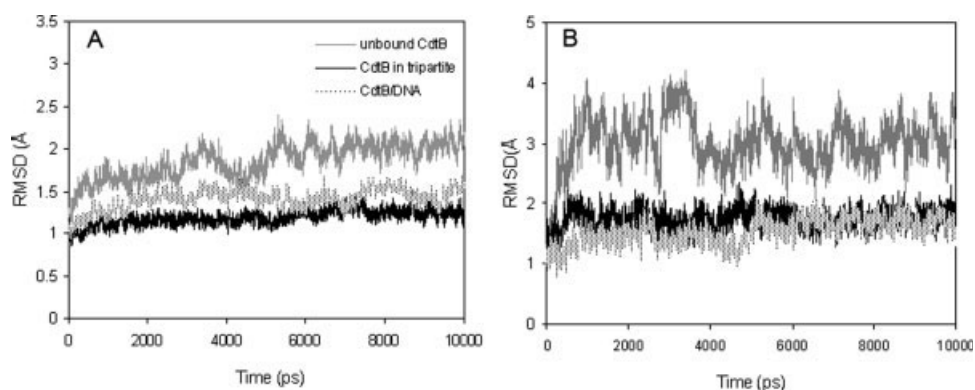 A
unbound CdtB
CdtB in tripartite
CdtB/DNA
3.5
3
2.5
2
1.5
1
0.5
0
RMSD (Å)
0 2000 4000 6000 8000 10000
Time (ps)
B
5
4
3
2
1
0
RMSD(Å
0 2000 4000 6000 8000 10000
Time (ps)